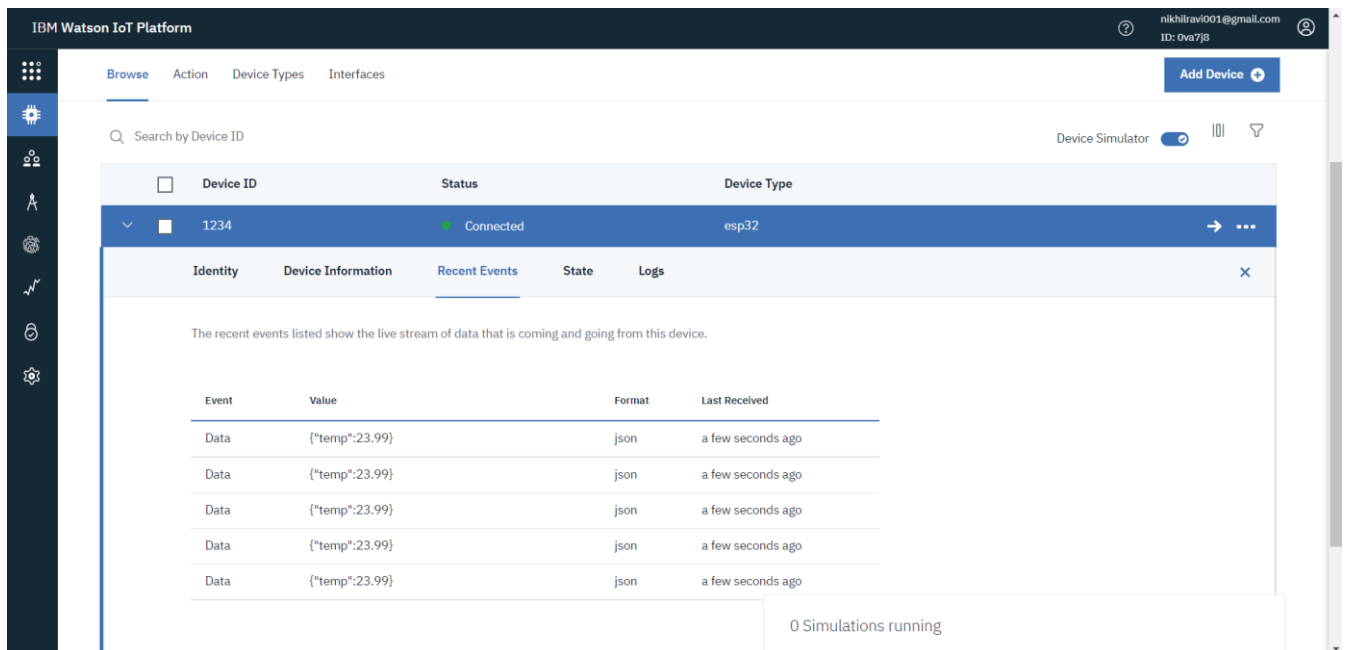 IBM Watson IoT Platform
nikhilravi001@gmail.com
ID: 0va7j8
Browse Action Device Types Interfaces
Add Device
Search by Device ID
Device Simulator
Device ID Status Device Type
1234 Connected esp32
Identity Device Information Recent Events State Logs
The recent events listed show the live stream of data that is coming and going from this device.
Event Value Format Last Received
Data {"temp":23.99} json a few seconds ago
Data {"temp":23.99} json a few seconds ago
Data {"temp":23.99} json a few seconds ago
Data {"temp":23.99} json a few seconds ago
Data {"temp":23.99} json a few seconds ago
0 Simulations running